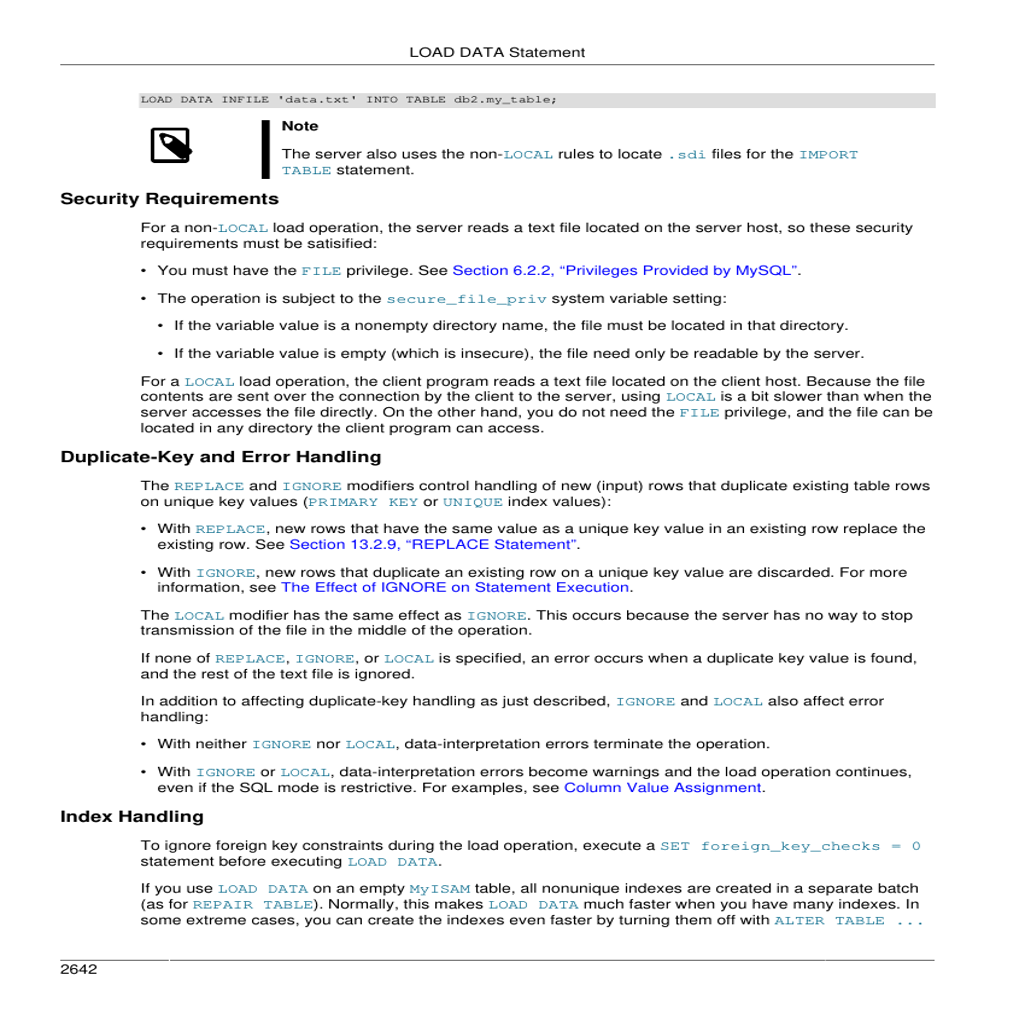 LOAD DATA Statement
LOAD DATA INFILE 'data.txt' INTO TABLE db2.my_table;
Note
The server also uses the non-LOCAL rules to locate .sdi files for the IMPORT
TABLE statement.
Security Requirements
For a non-LOCAL load operation, the server reads a text file located on the server host, so these security
requirements must be satisified:
• You must have the FILE privilege. See Section 6.2.2, “Privileges Provided by MySQL”.
• The operation is subject to the secure_file_priv system variable setting:
• If the variable value is a nonempty directory name, the file must be located in that directory.
• If the variable value is empty (which is insecure), the file need only be readable by the server.
For a LOCAL load operation, the client program reads a text file located on the client host. Because the file
contents are sent over the connection by the client to the server, using LOCAL is a bit slower than when the
server accesses the file directly. On the other hand, you do not need the FILE privilege, and the file can be
located in any directory the client program can access.
Duplicate-Key and Error Handling
The REPLACE and IGNORE modifiers control handling of new (input) rows that duplicate existing table rows
on unique key values (PRIMARY KEY or UNIQUE index values):
• With REPLACE, new rows that have the same value as a unique key value in an existing row replace the
existing row. See Section 13.2.9, “REPLACE Statement”.
• With IGNORE, new rows that duplicate an existing row on a unique key value are discarded. For more
information, see The Effect of IGNORE on Statement Execution.
The LOCAL modifier has the same effect as IGNORE. This occurs because the server has no way to stop
transmission of the file in the middle of the operation.
If none of REPLACE, IGNORE, or LOCAL is specified, an error occurs when a duplicate key value is found,
and the rest of the text file is ignored.
In addition to affecting duplicate-key handling as just described, IGNORE and LOCAL also affect error
handling:
• With neither IGNORE nor LOCAL, data-interpretation errors terminate the operation.
• With IGNORE or LOCAL, data-interpretation errors become warnings and the load operation continues,
even if the SQL mode is restrictive. For examples, see Column Value Assignment.
Index Handling
To ignore foreign key constraints during the load operation, execute a SET foreign_key_checks = 0
statement before executing LOAD DATA.
If you use LOAD DATA on an empty MyISAM table, all nonunique indexes are created in a separate batch
(as for REPAIR TABLE). Normally, this makes LOAD DATA much faster when you have many indexes. In
some extreme cases, you can create the indexes even faster by turning them off with ALTER TABLE ...
2642